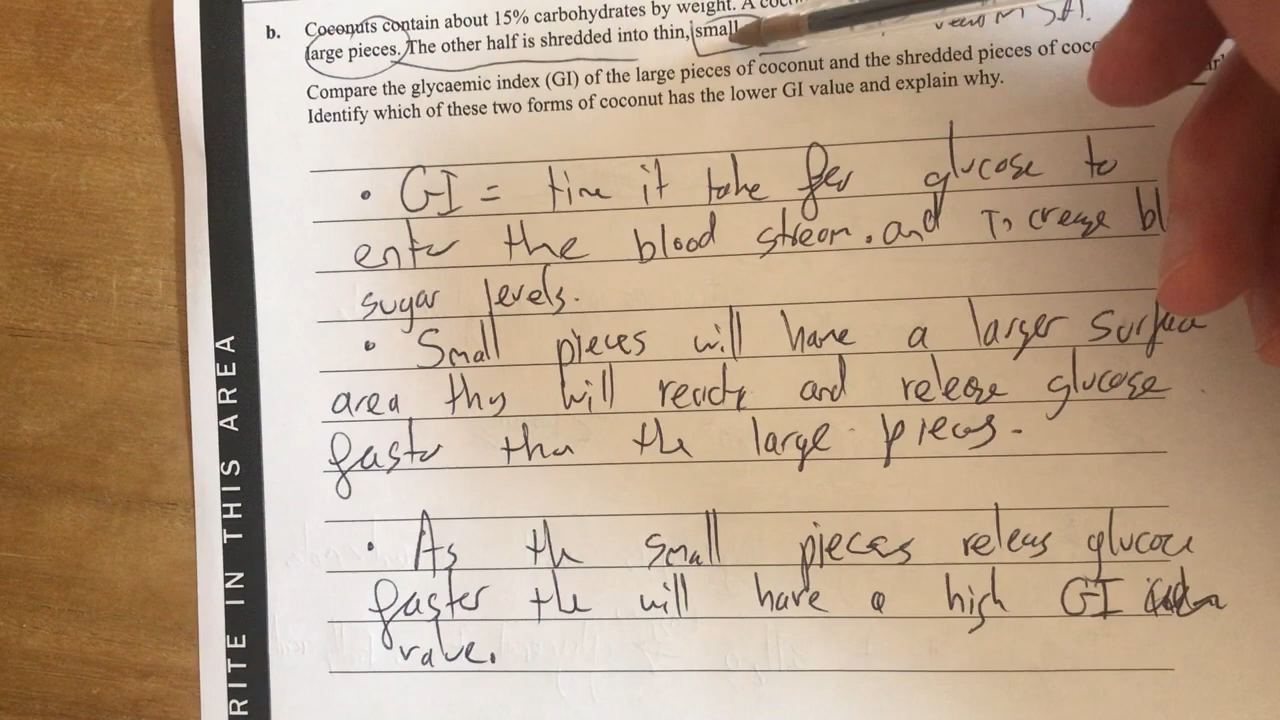 b. Coconuts contain about 15% carbohydrates by weight. A coc
large pieces. The other half is shredded into thin, small
Compare the glycaemic index (GI) of the large pieces of coconut and the shredded pieces of coc
Identify which of these two forms of coconut has the lower GI value and explain why.
• GI = time it take for glucose to
enter the blood stream. and increase bl
sugar levels.
• Small pieces will have a larger surfa
area thus will reacte and release glucose
faster than the large pieces.
• As the small pieces releas glucose
faster the will have a high GI
value.
RITE IN THIS AREA